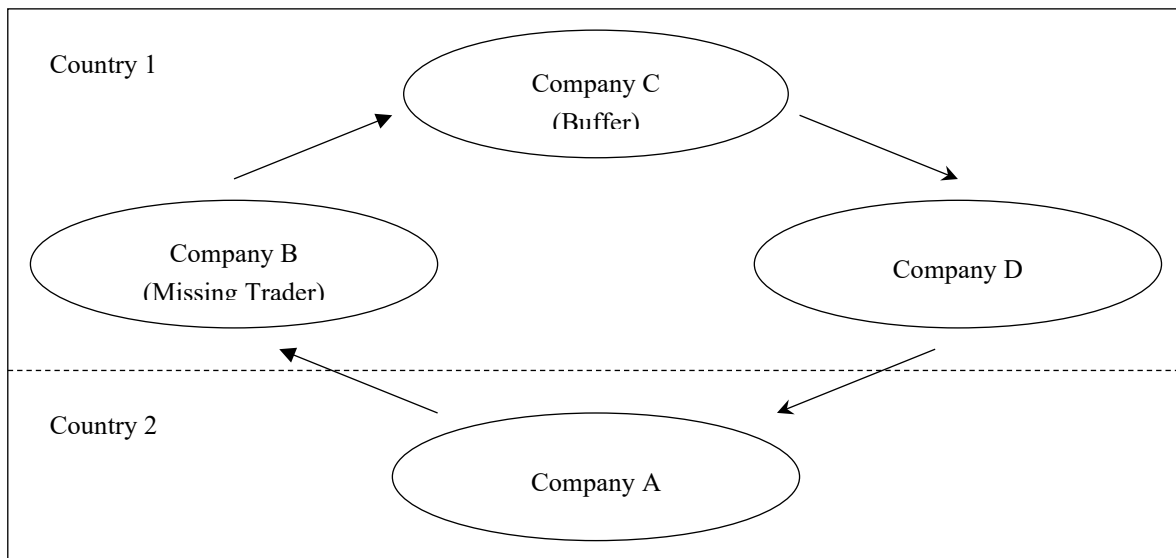 Country 1
Company C
(Buffer)
Company B
(Missing Trader)
Company D
Country 2
Company A